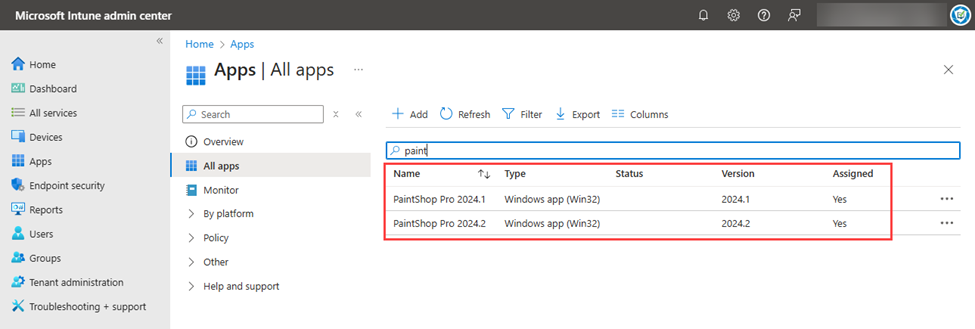 Microsoft Intune admin center
Home > Apps
Home
Dashboard
All services
Devices
Apps
Endpoint security
Reports
Users
Groups
Tenant administration
Troubleshooting + support
Apps | All apps
Search
Overview
All apps
Monitor
By platform
Policy
Other
Help and support
Add Refresh Filter Export Columns
paint
Name Type Status Version Assigned
PaintShop Pro 2024.1 Windows app (Win32) 2024.1 Yes
PaintShop Pro 2024.2 Windows app (Win32) 2024.2 Yes